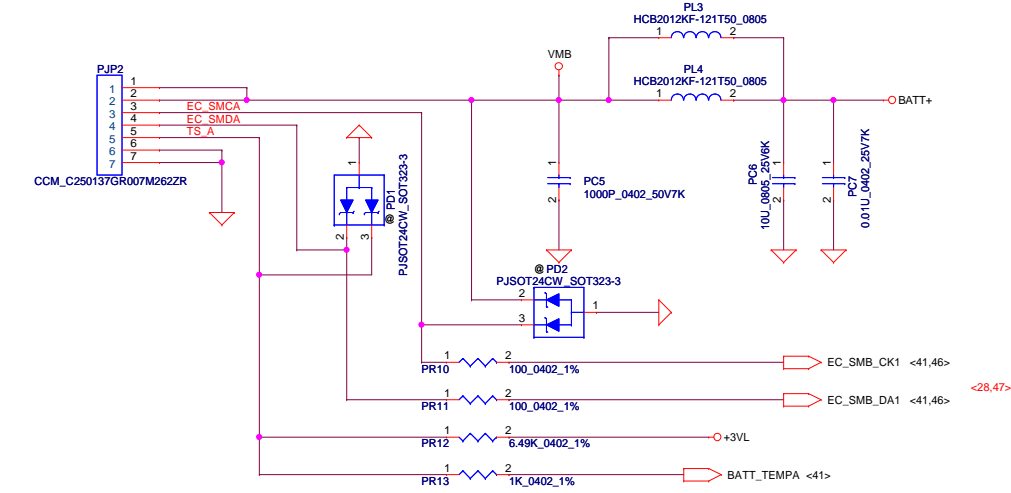 PL3
HCB2012KF-121T50_0805
1 2
VMB
PL4
HCB2012KF-121T50_0805
1 2
BATT+
PJP2
1 1
2 2
3 3 EC_SMCA
4 4 EC_SMDA
5 5 TS_A
6 6
7 7
CCM_C250137GR007M262ZR
1
2
3
@ PD1
PJSOT24CW_SOT323-3
1
2
PC5
1000P_0402_50V7K
1
2
PC6
10U_0805_25V6K
1
2
PC7
0.01U_0402_25V7K
@ PD2
PJSOT24CW_SOT323-3
2
3
1
1 2
PR10 100_0402_1%
EC_SMB_CK1 <41,46>
<28,47>
1 2
PR11 100_0402_1%
EC_SMB_DA1 <41,46>
1 2
PR12 6.49K_0402_1%
+3VL
1 2
PR13 1K_0402_1%
BATT_TEMPA <41>